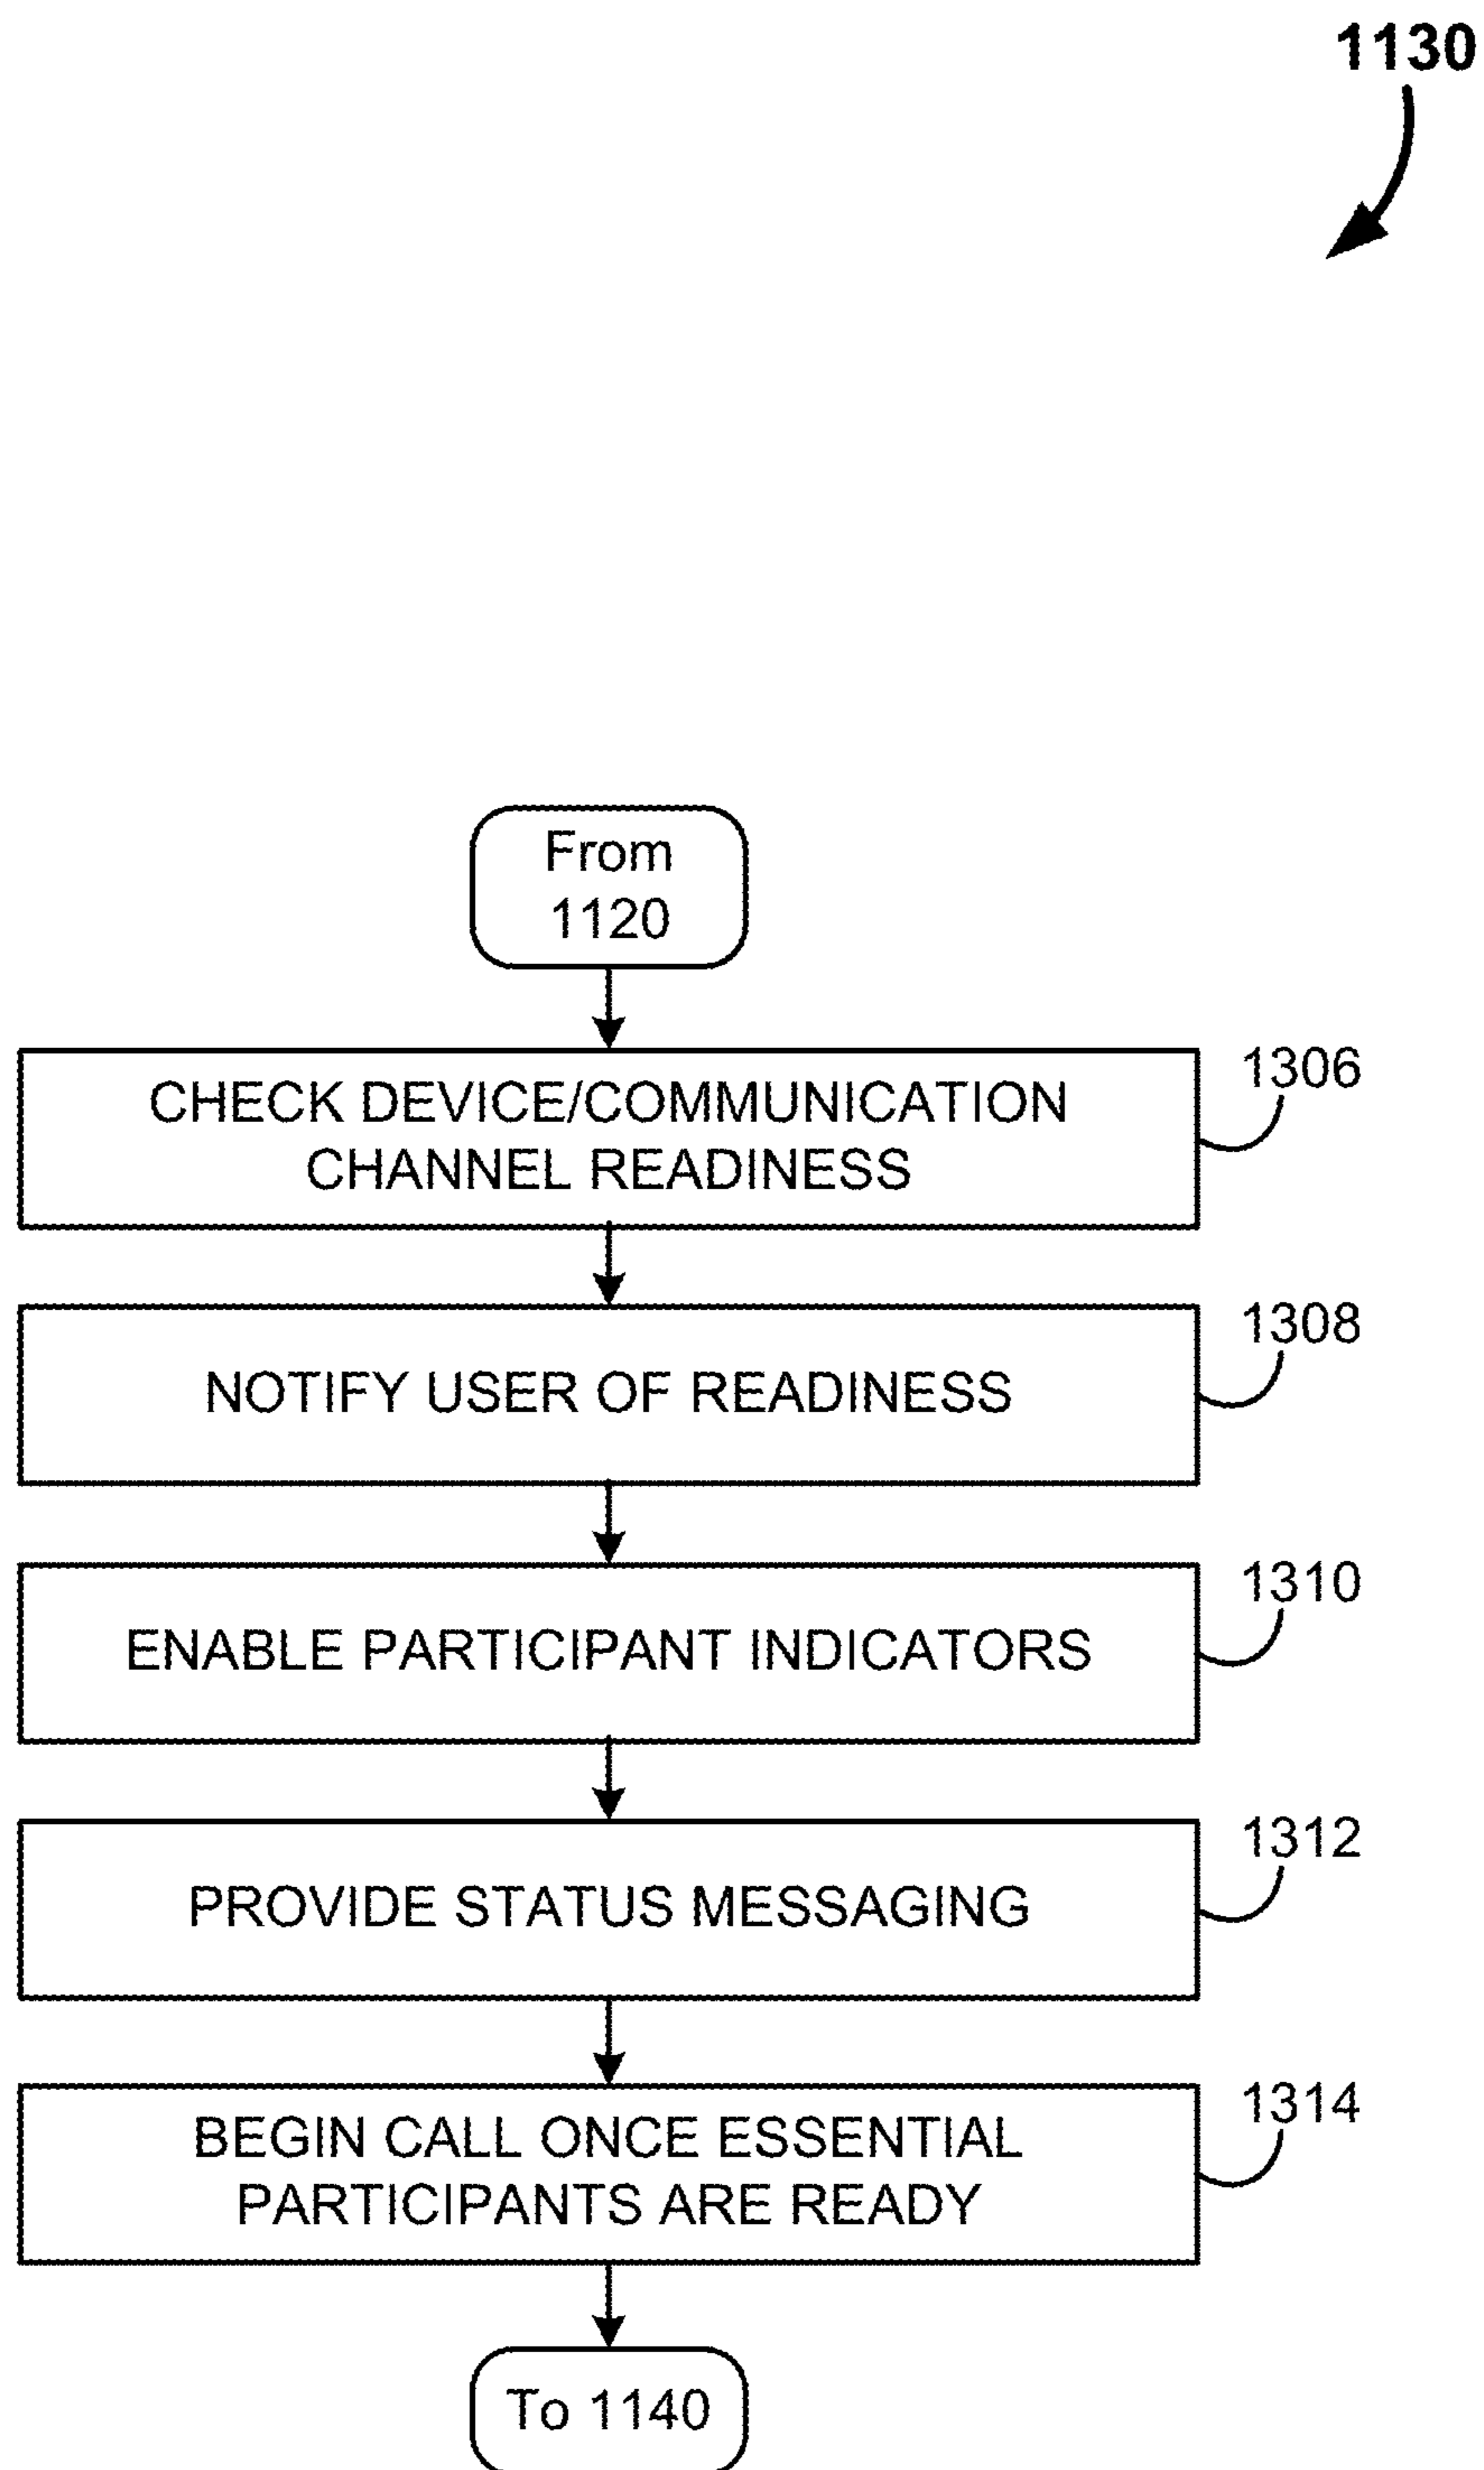 1130
From
1120
CHECK DEVICE/COMMUNICATION
CHANNEL READINESS
1306
NOTIFY USER OF READINESS
1308
ENABLE PARTICIPANT INDICATORS
1310
PROVIDE STATUS MESSAGING
1312
BEGIN CALL ONCE ESSENTIAL
PARTICIPANTS ARE READY
1314
To 1140